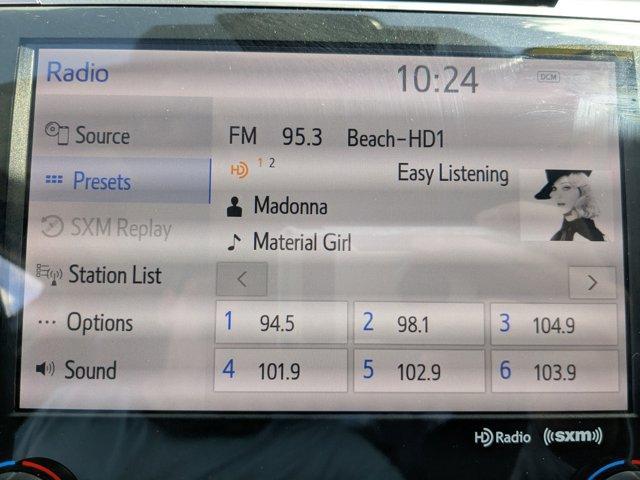 Radio
10:24
DCM
Source
Presets
SXM Replay
Station List
Options
Sound
FM 95.3 Beach-HD1
HD 1 2
Easy Listening
Madonna
Material Girl
1 94.5
2 98.1
3 104.9
4 101.9
5 102.9
6 103.9
HD Radio
((SXM))